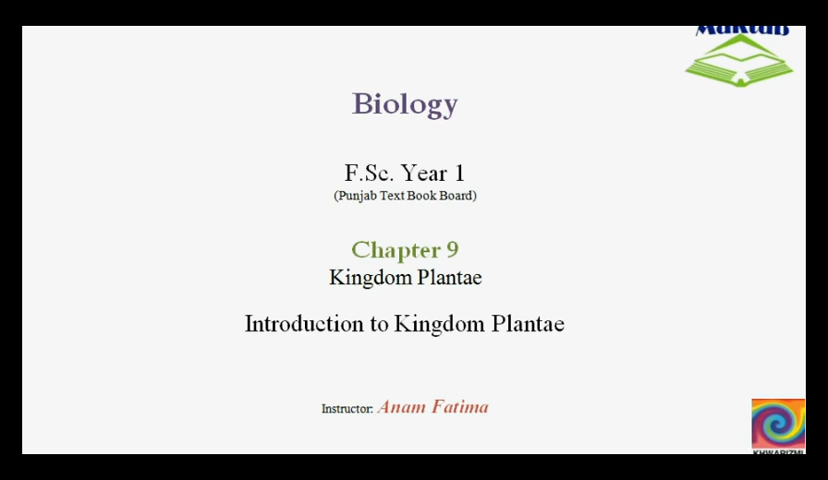 Maktab
Biology
F.Sc. Year 1
(Punjab Text Book Board)
Chapter 9
Kingdom Plantae
Introduction to Kingdom Plantae
Instructor: Anam Fatima
KHWARIZMI